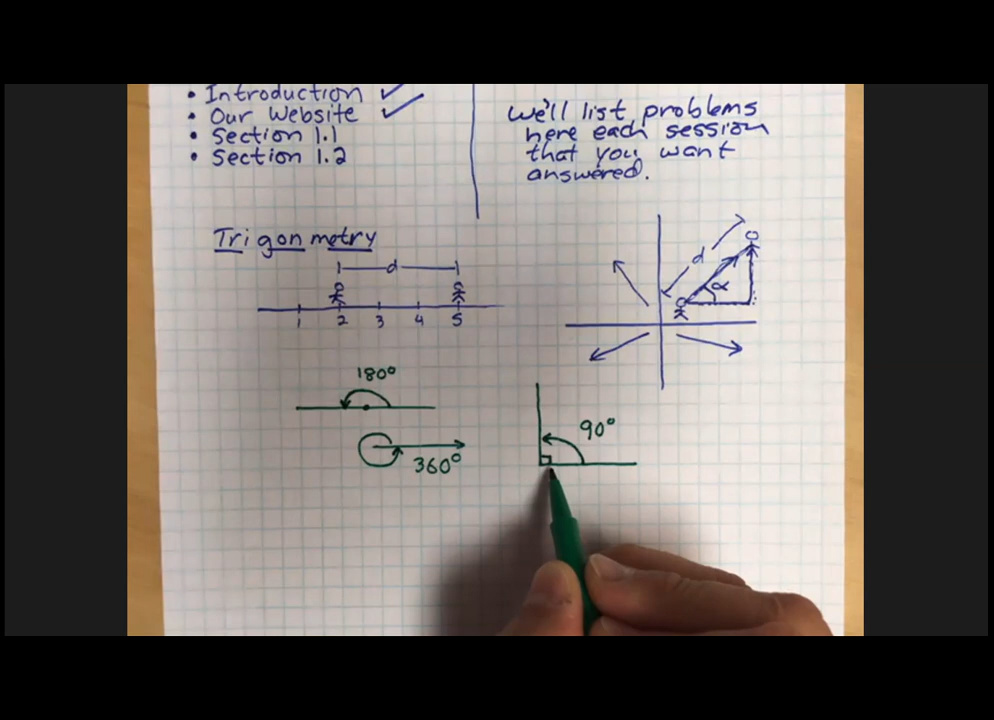 • Introduction ✓
• Our Website ✓
• Section 1.1
• Section 1.2
We'll list problems
here each session
that you want
answered.
Trigonometry
d
1 2 3 4 5
d
α
180°
360°
90°